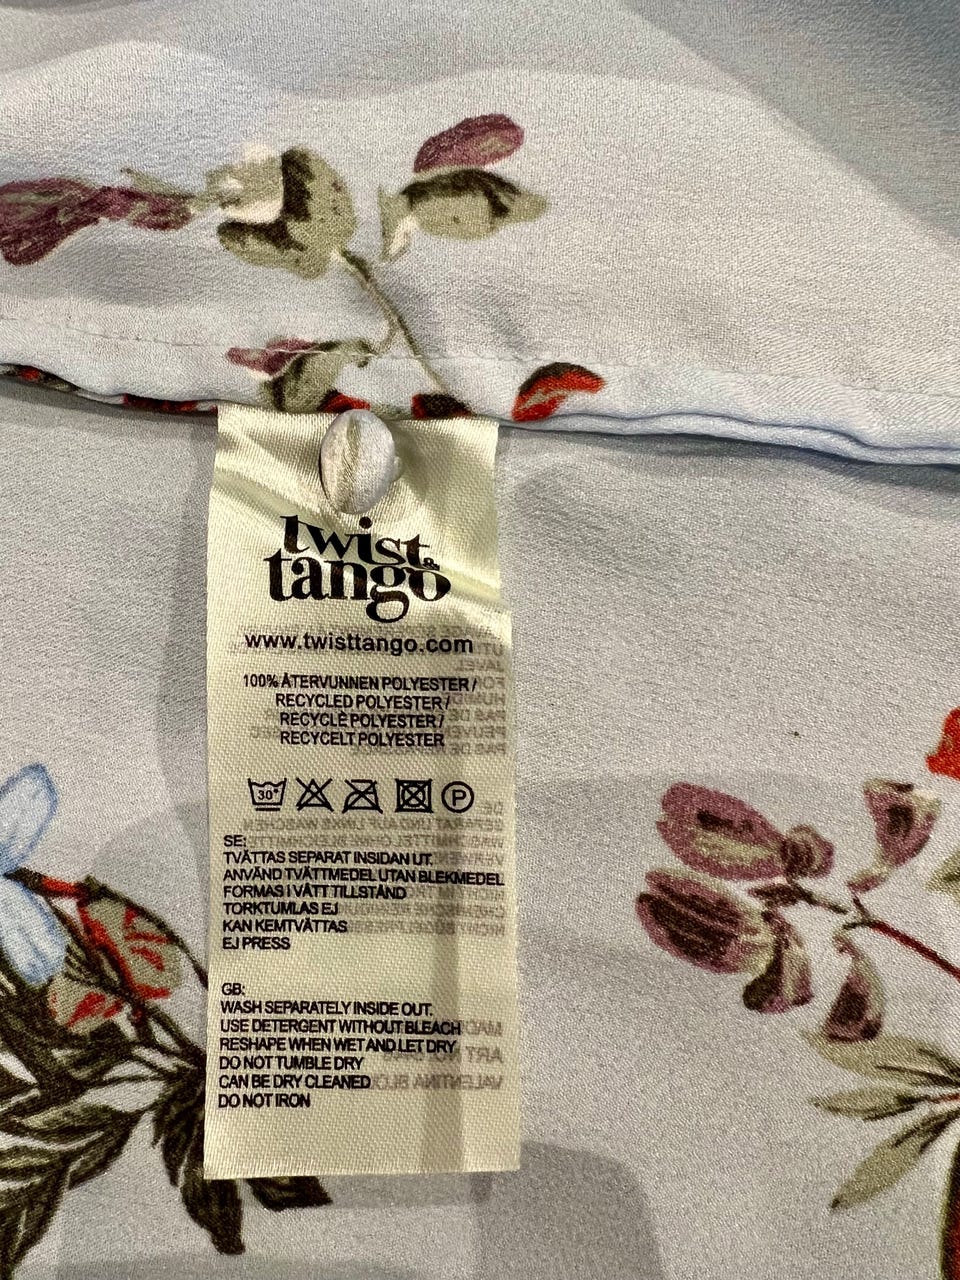 twist &
tango
www.twisttango.com
100% ÅTERVUNNEN POLYESTER /
RECYCLED POLYESTER /
RECYCLÉ POLYESTER /
RECYCELT POLYESTER
30° P
SE:
TVÄTTAS SEPARAT INSIDAN UT.
ANVÄND TVÄTTMEDEL UTAN BLEKMEDEL
FORMAS I VÅTT TILLSTÅND
TORKTUMLAS EJ
KAN KEMTVÄTTAS
EJ PRESS
GB:
WASH SEPARATELY INSIDE OUT.
USE DETERGENT WITHOUT BLEACH
RESHAPE WHEN WET AND LET DRY
DO NOT TUMBLE DRY
CAN BE DRY CLEANED
DO NOT IRON